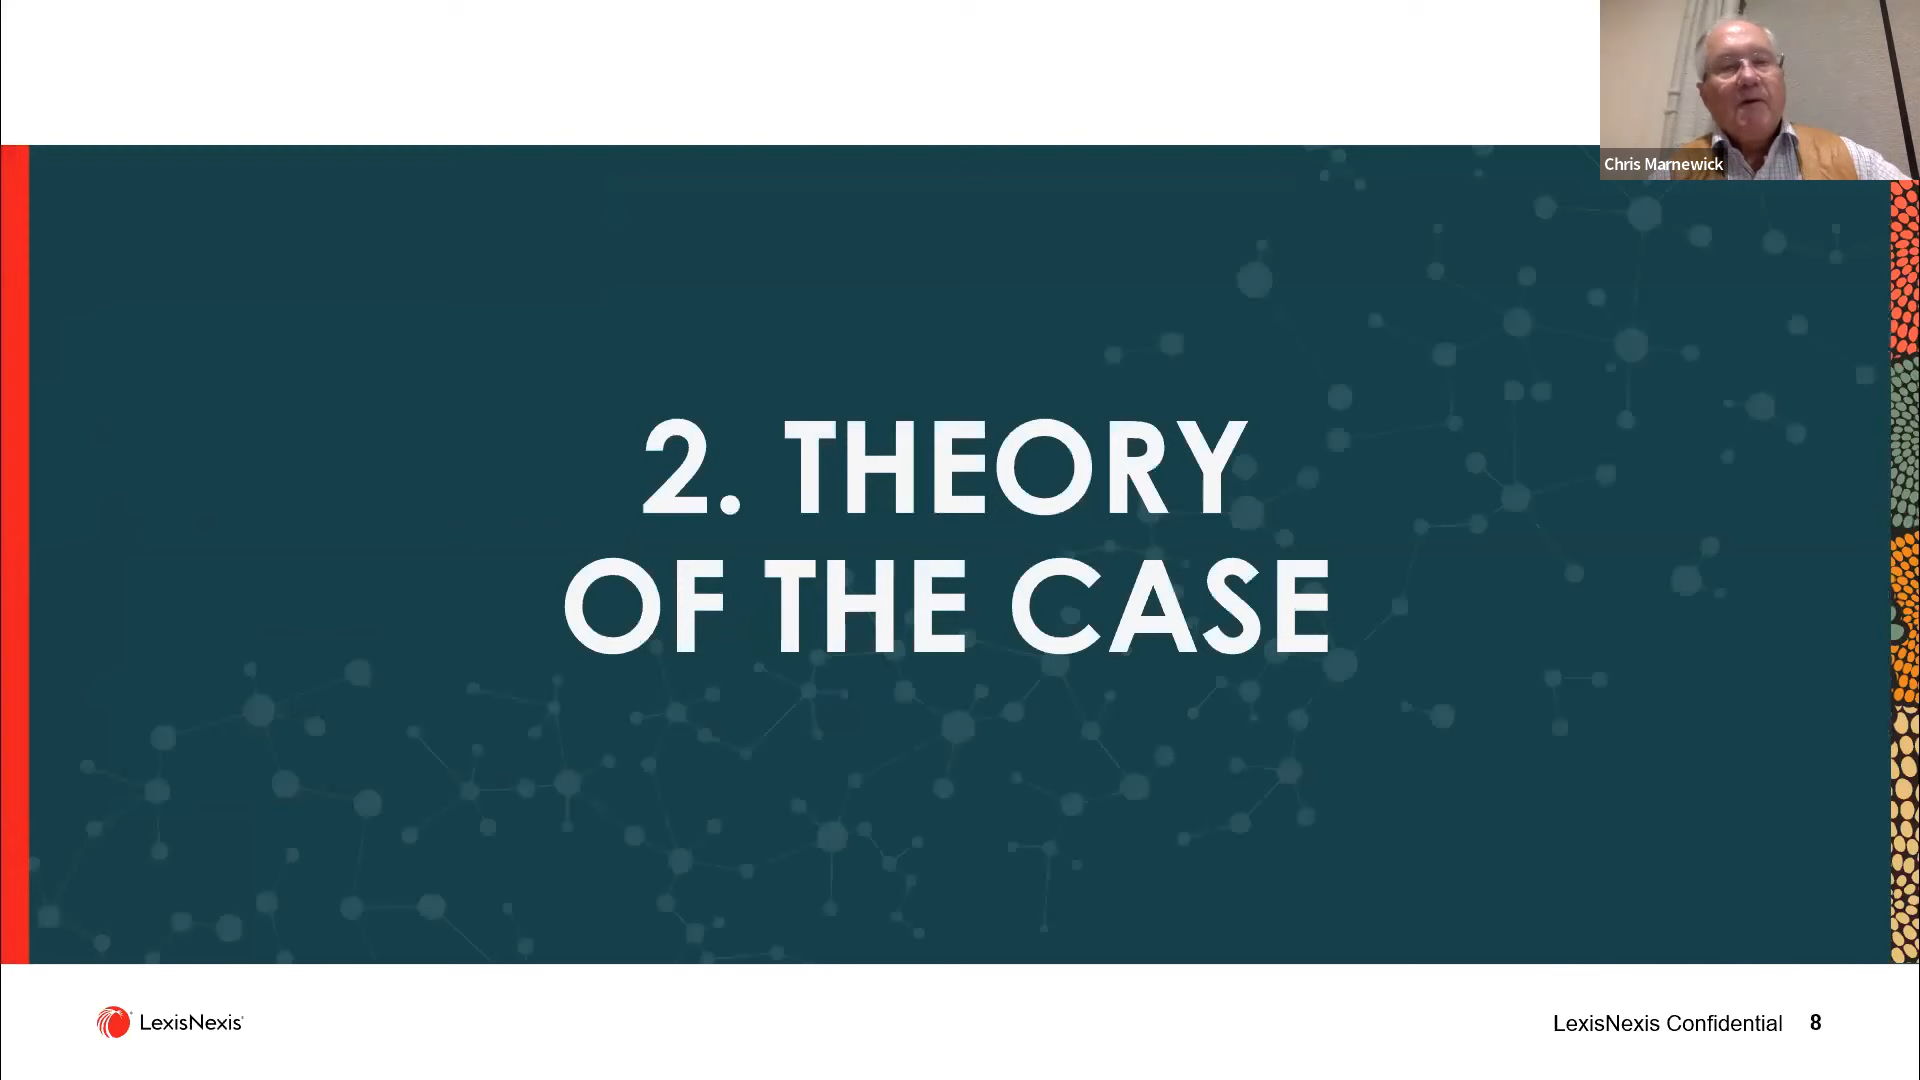 Chris Marnewick
2. THEORY
OF THE CASE
LexisNexis
LexisNexis Confidential 8